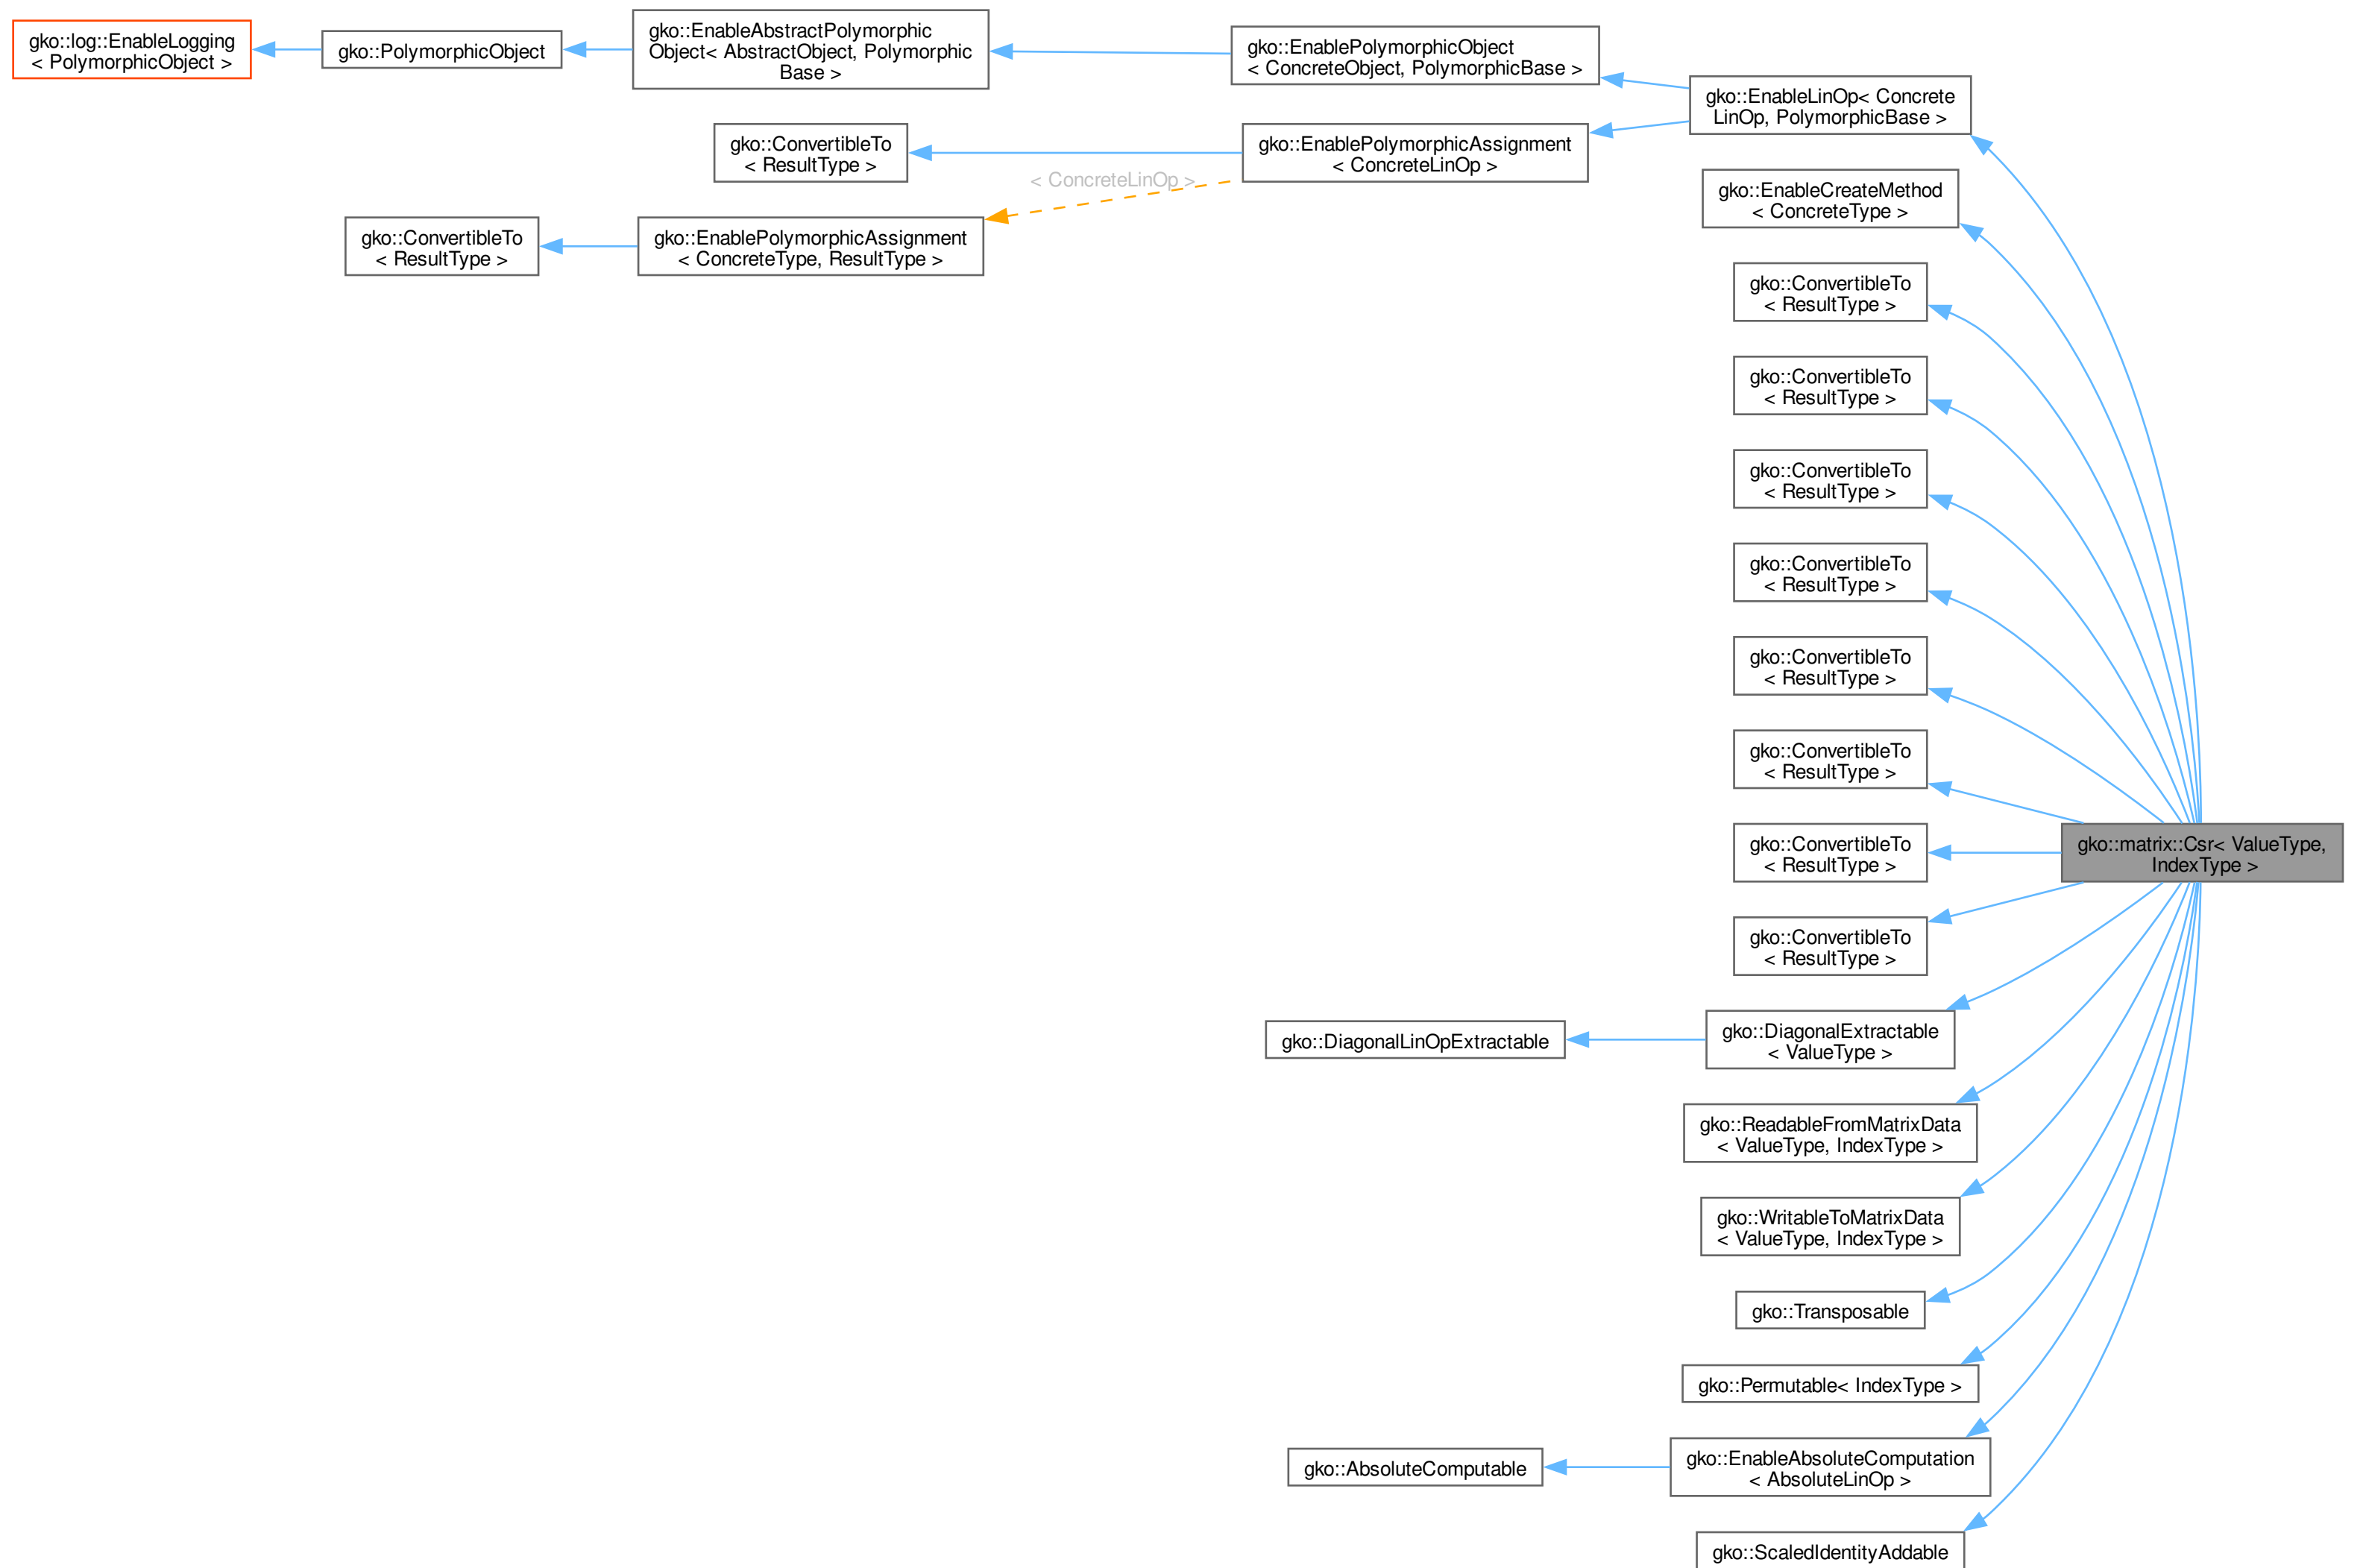 gko::log::EnableLogging
< PolymorphicObject >
gko::PolymorphicObject
gko::EnableAbstractPolymorphic
Object< AbstractObject, Polymorphic
Base >
gko::EnablePolymorphicObject
< ConcreteObject, PolymorphicBase >
gko::EnableLinOp< Concrete
LinOp, PolymorphicBase >
gko::ConvertibleTo
< ResultType >
gko::EnablePolymorphicAssignment
< ConcreteLinOp >
< ConcreteLinOp >
gko::ConvertibleTo
< ResultType >
gko::EnablePolymorphicAssignment
< ConcreteType, ResultType >
gko::EnableCreateMethod
< ConcreteType >
gko::ConvertibleTo
< ResultType >
gko::ConvertibleTo
< ResultType >
gko::ConvertibleTo
< ResultType >
gko::ConvertibleTo
< ResultType >
gko::ConvertibleTo
< ResultType >
gko::ConvertibleTo
< ResultType >
gko::ConvertibleTo
< ResultType >
gko::matrix::Csr< ValueType,
IndexType >
gko::ConvertibleTo
< ResultType >
gko::DiagonalLinOpExtractable
gko::DiagonalExtractable
< ValueType >
gko::ReadableFromMatrixData
< ValueType, IndexType >
gko::WritableToMatrixData
< ValueType, IndexType >
gko::Transposable
gko::Permutable< IndexType >
gko::AbsoluteComputable
gko::EnableAbsoluteComputation
< AbsoluteLinOp >
gko::ScaledIdentityAddable